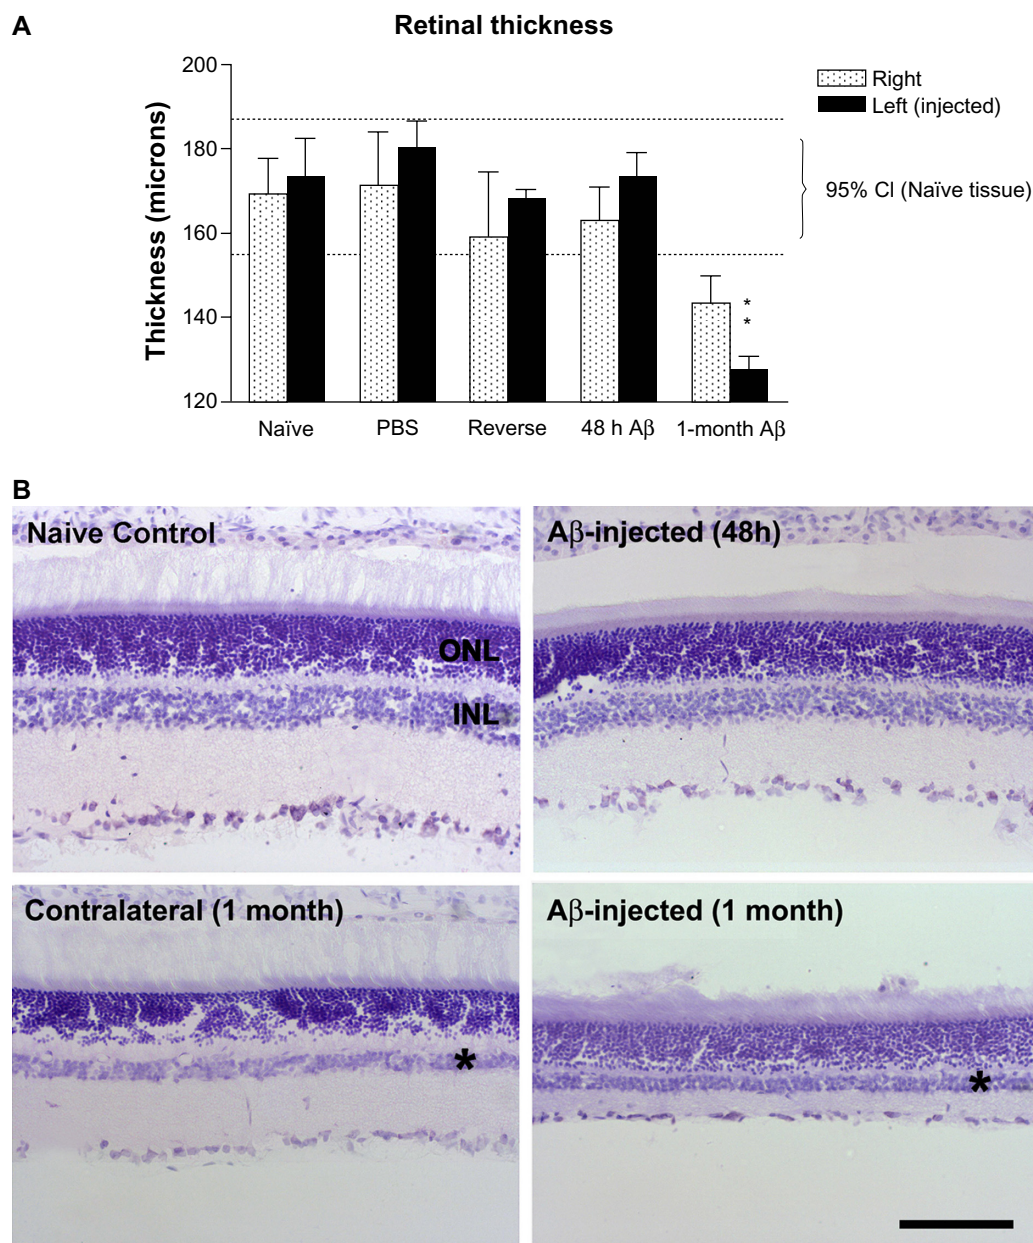 A
Retinal thickness
Thickness (microns)
200
180
160
140
120
Right
Left (injected)
95% CI (Naïve tissue)
*
*
Naïve
PBS
Reverse
48 h Aβ
1-month Aβ
B
Naive Control
ONL
INL
Aβ-injected (48h)
Contralateral (1 month)
*
Aβ-injected (1 month)
*